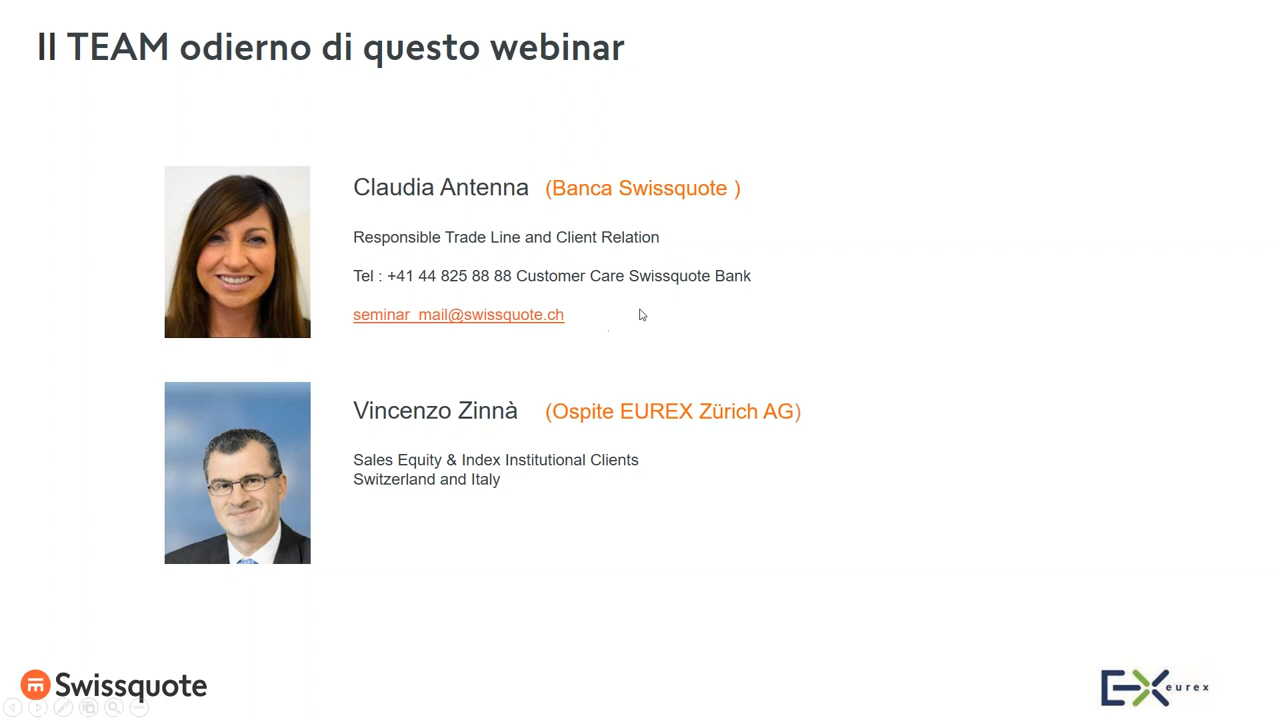 Il TEAM odierno di questo webinar
Claudia Antenna (Banca Swissquote )
Responsible Trade Line and Client Relation
Tel : +41 44 825 88 88 Customer Care Swissquote Bank
seminar_mail@swissquote.ch
Vincenzo Zinnà (Ospite EUREX Zürich AG)
Sales Equity & Index Institutional Clients
Switzerland and Italy
Swissquote
EX eurex